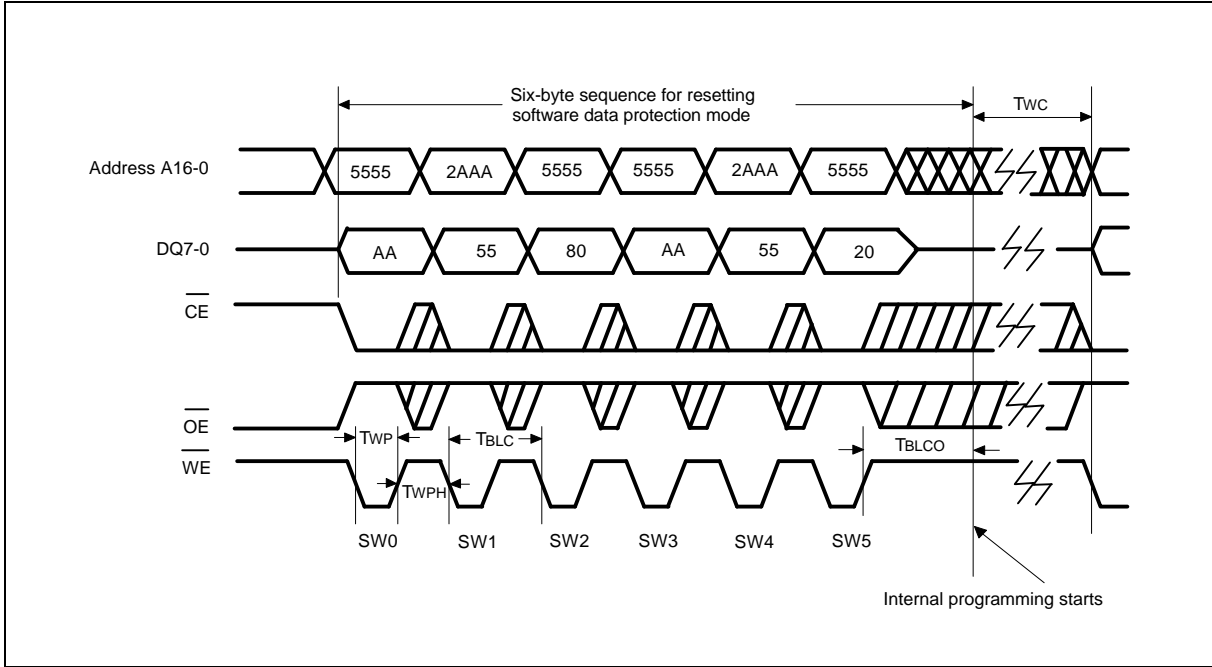 Six-byte sequence for resetting
software data protection mode
TWC
Address A16-0
5555 2AAA 5555 5555 2AAA 5555
DQ7-0
AA 55 80 AA 55 20
CE
OE
TWP
TBLC
TBLCO
WE
TWPH
SW0 SW1 SW2 SW3 SW4 SW5
Internal programming starts